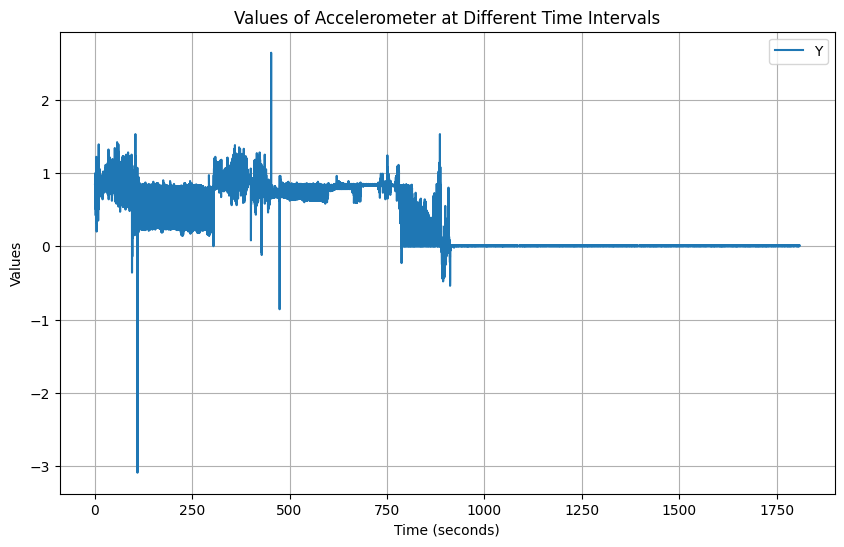 Values of Accelerometer at Different Time Intervals
Y
Values
2
1
0
−1
−2
−3
0 250 500 750 1000 1250 1500 1750
Time (seconds)